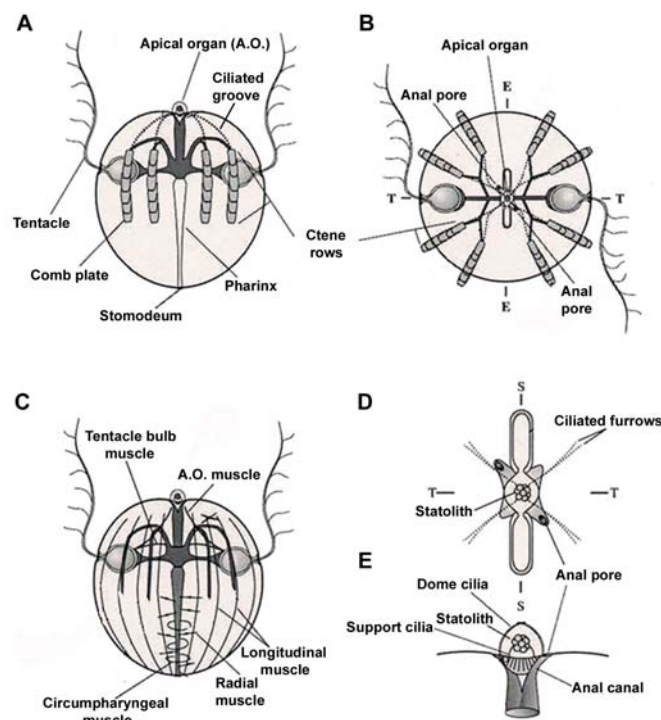 A
Apical organ (A.O.)
Ciliated
groove
Tentacle
Comb plate
Stomodeum
Pharinx
Ctene
rows
B
Apical organ
Anal pore
E
T
T
E
Anal
pore
C
Tentacle bulb
muscle
A.O. muscle
Longitudinal
muscle
Radial
muscle
Circumpharyngeal
muscle
D
S
Ciliated furrows
T
T
Statolith
S
Anal pore
E
Dome cilia
Statolith
Support cilia
Anal canal